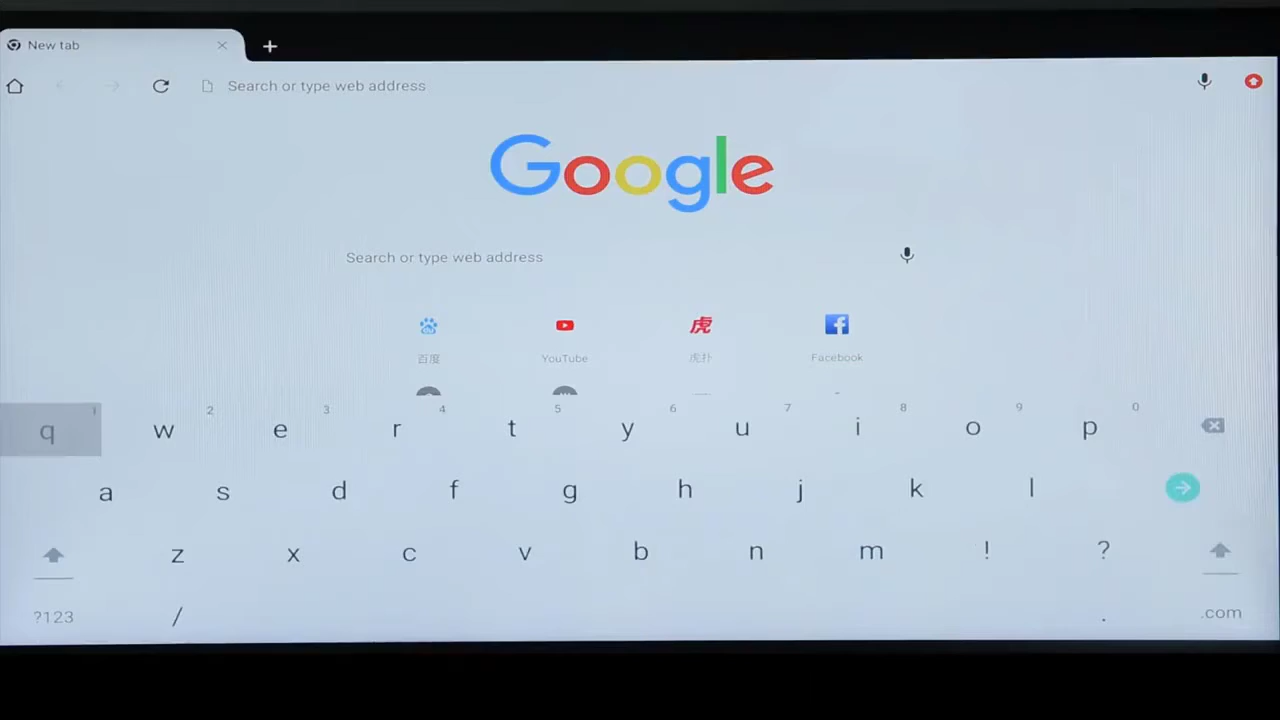 New tab
Search or type web address
Google
Search or type web address
虎
百度 YouTube 虎扑 Facebook
1 2 3 4 5 6 7 8 9 0
q w e r t y u i o p
a s d f g h j k l
z x c v b n m ! ?
?123 / . .com